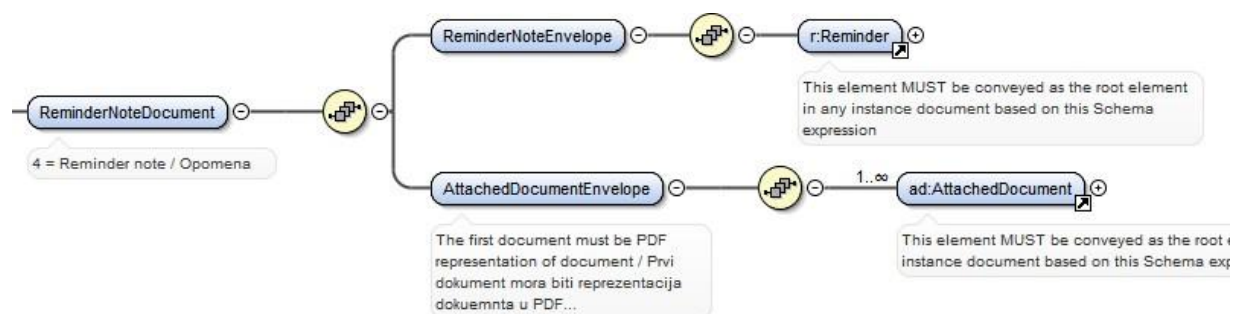 ReminderNoteEnvelope
r:Reminder
This element MUST be conveyed as the root element
in any instance document based on this Schema
expression
ReminderNoteDocument
4 = Reminder note / Opomena
AttachedDocumentEnvelope
1..∞
ad:AttachedDocument
The first document must be PDF
representation of document / Prvi
dokument mora biti reprezentacija
dokuemnta u PDF...
This element MUST be conveyed as the root
instance document based on this Schema